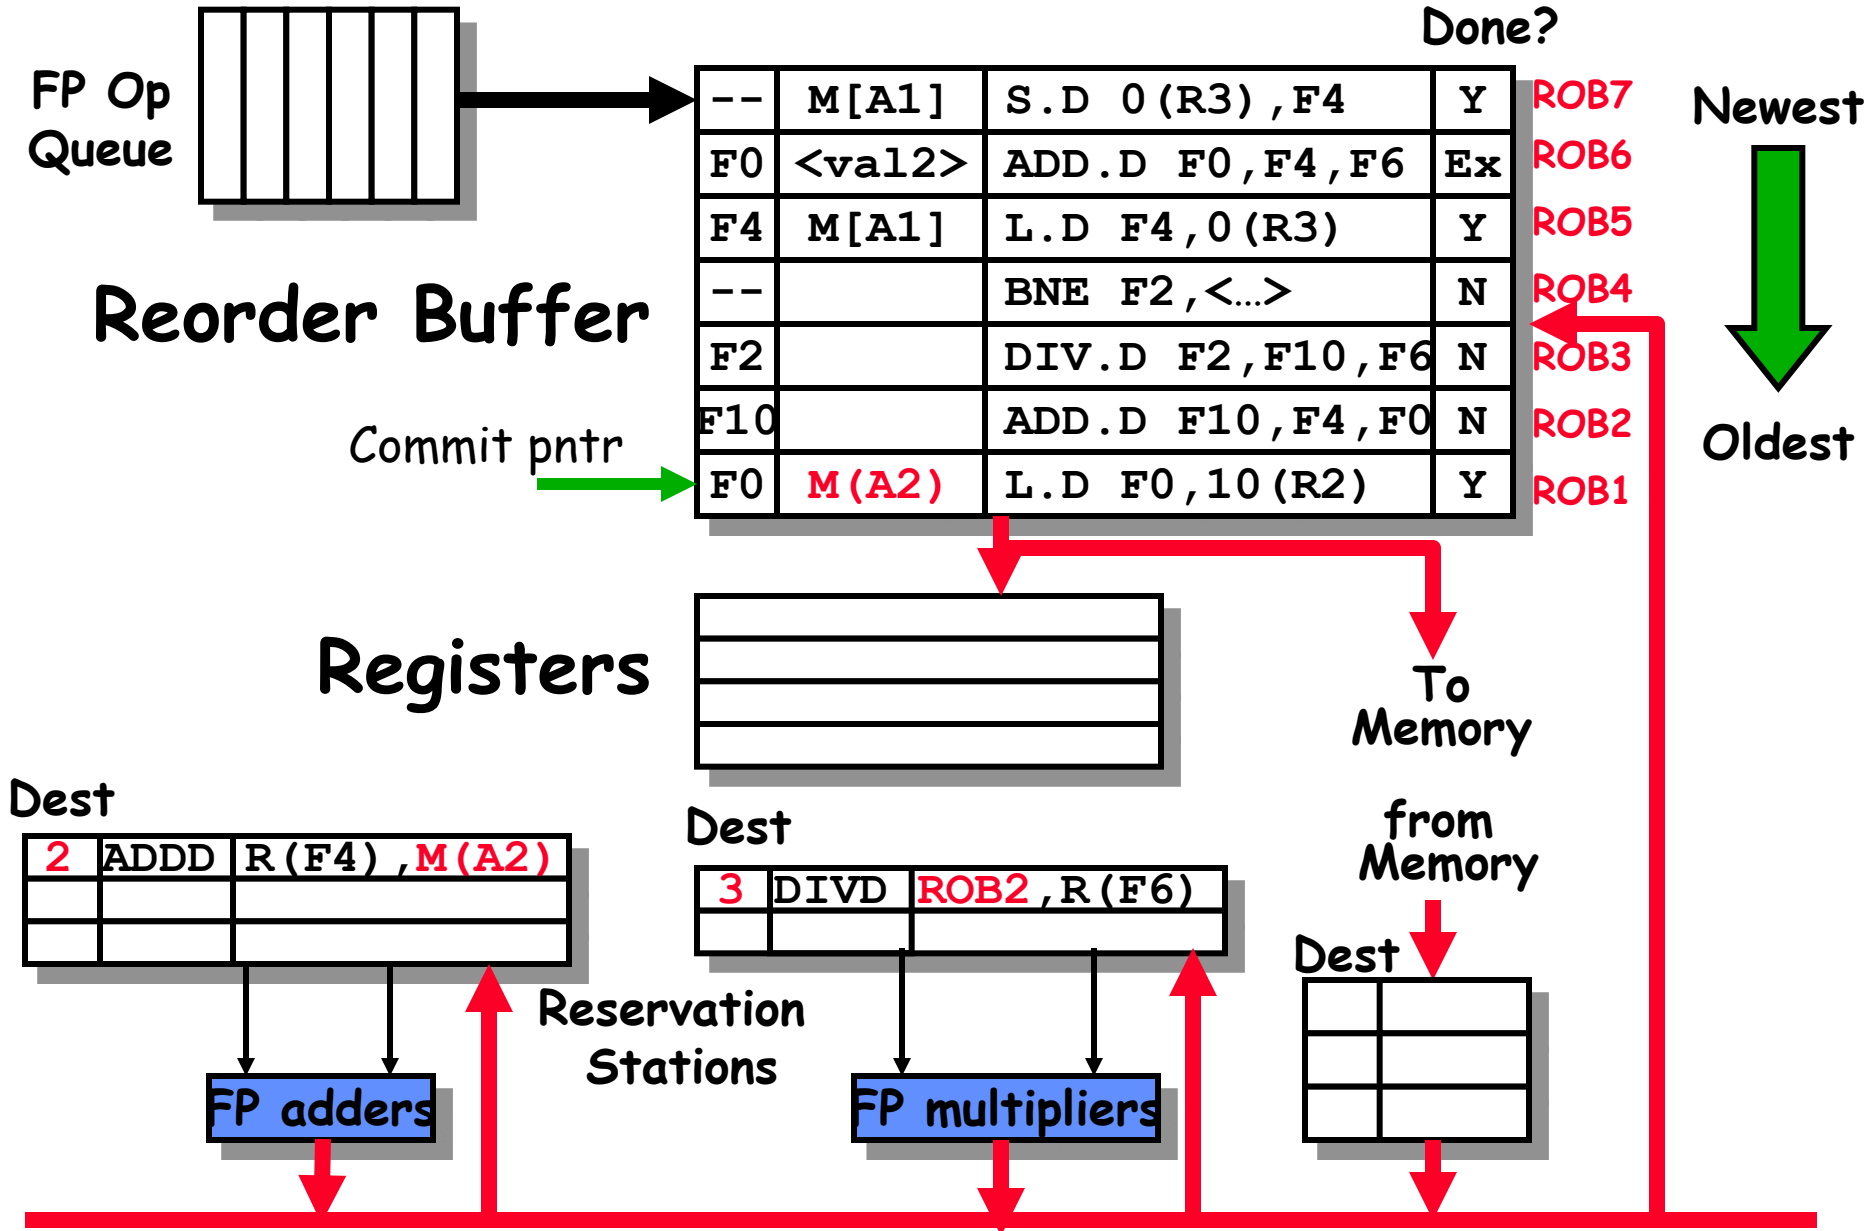 Done?
FP Op
Queue
-- M[A1] S.D 0(R3),F4 Y ROB7
F0 <val2> ADD.D F0,F4,F6 Ex ROB6
F4 M[A1] L.D F4,0(R3) Y ROB5
-- BNE F2,<…> N ROB4
F2 DIV.D F2,F10,F6 N ROB3
F10 ADD.D F10,F4,F0 N ROB2
F0 M(A2) L.D F0,10(R2) Y ROB1
Newest
Oldest
Reorder Buffer
Commit pntr
Registers
To
Memory
from
Memory
Dest
2 ADDD R(F4),M(A2)
Dest
3 DIVD ROB2,R(F6)
Dest
Reservation
Stations
FP adders
FP multipliers